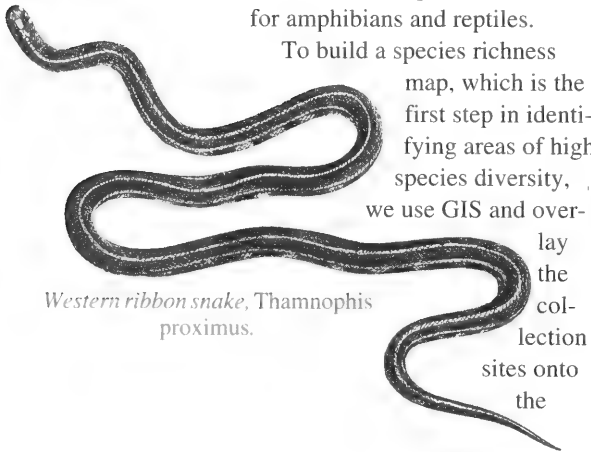 for amphibians and reptiles.
To build a species richness
map, which is the
first step in identi-
fying areas of high
species diversity,
we use GIS and over-
lay
the
col-
lection
sites onto
the
Western ribbon snake, Thamnophis
proximus.